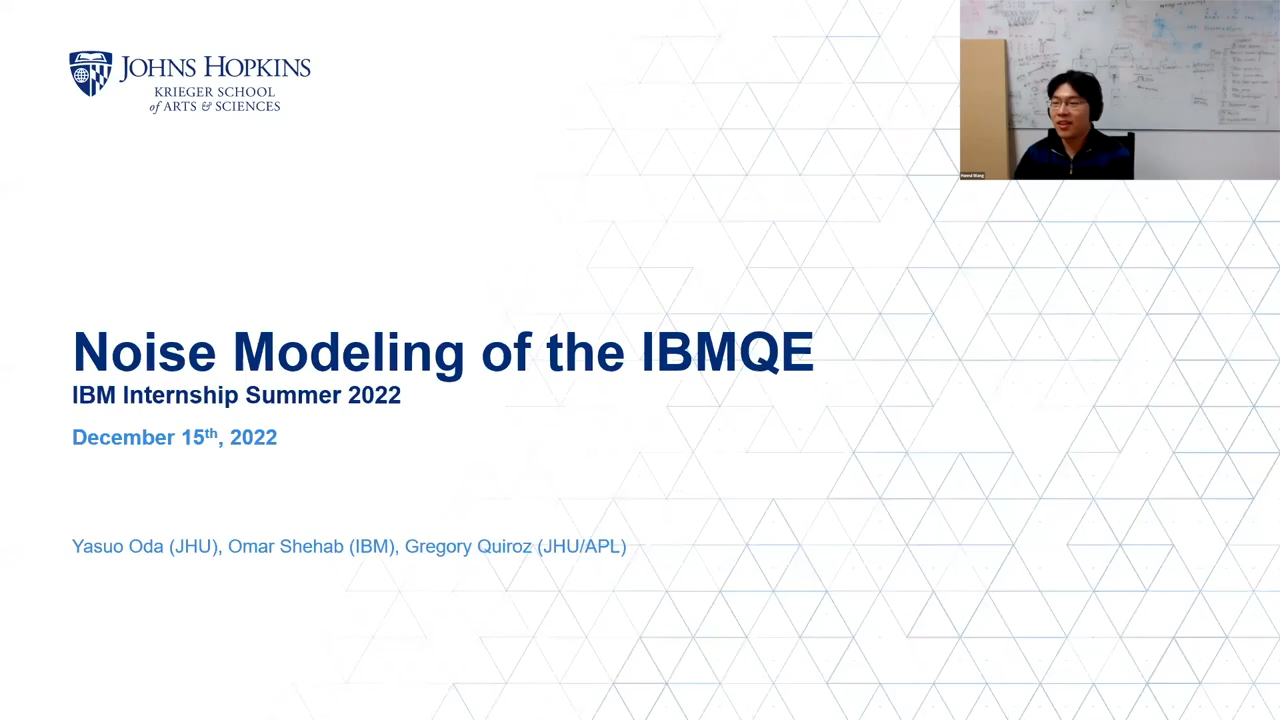 JOHNS HOPKINS
KRIEGER SCHOOL
of ARTS & SCIENCES
Noise Modeling of the IBMQE
IBM Internship Summer 2022
December 15th, 2022
Yasuo Oda (JHU), Omar Shehab (IBM), Gregory Quiroz (JHU/APL)